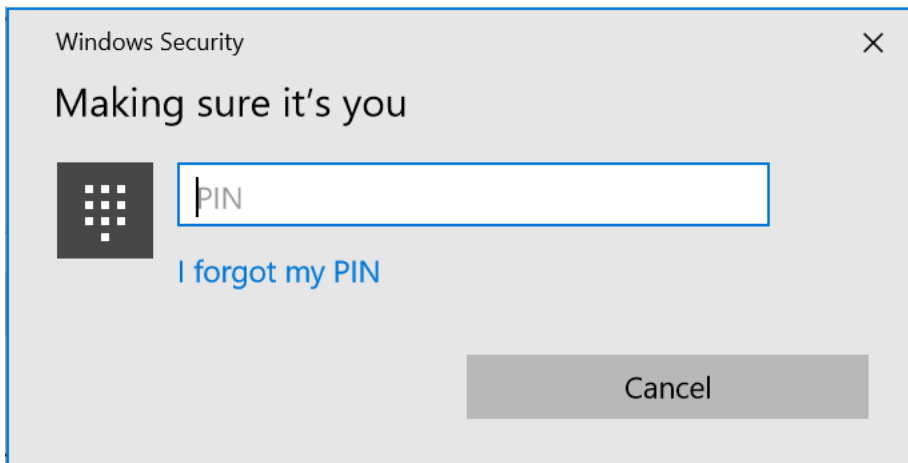 Windows Security
Making sure it's you
PIN
I forgot my PIN
Cancel